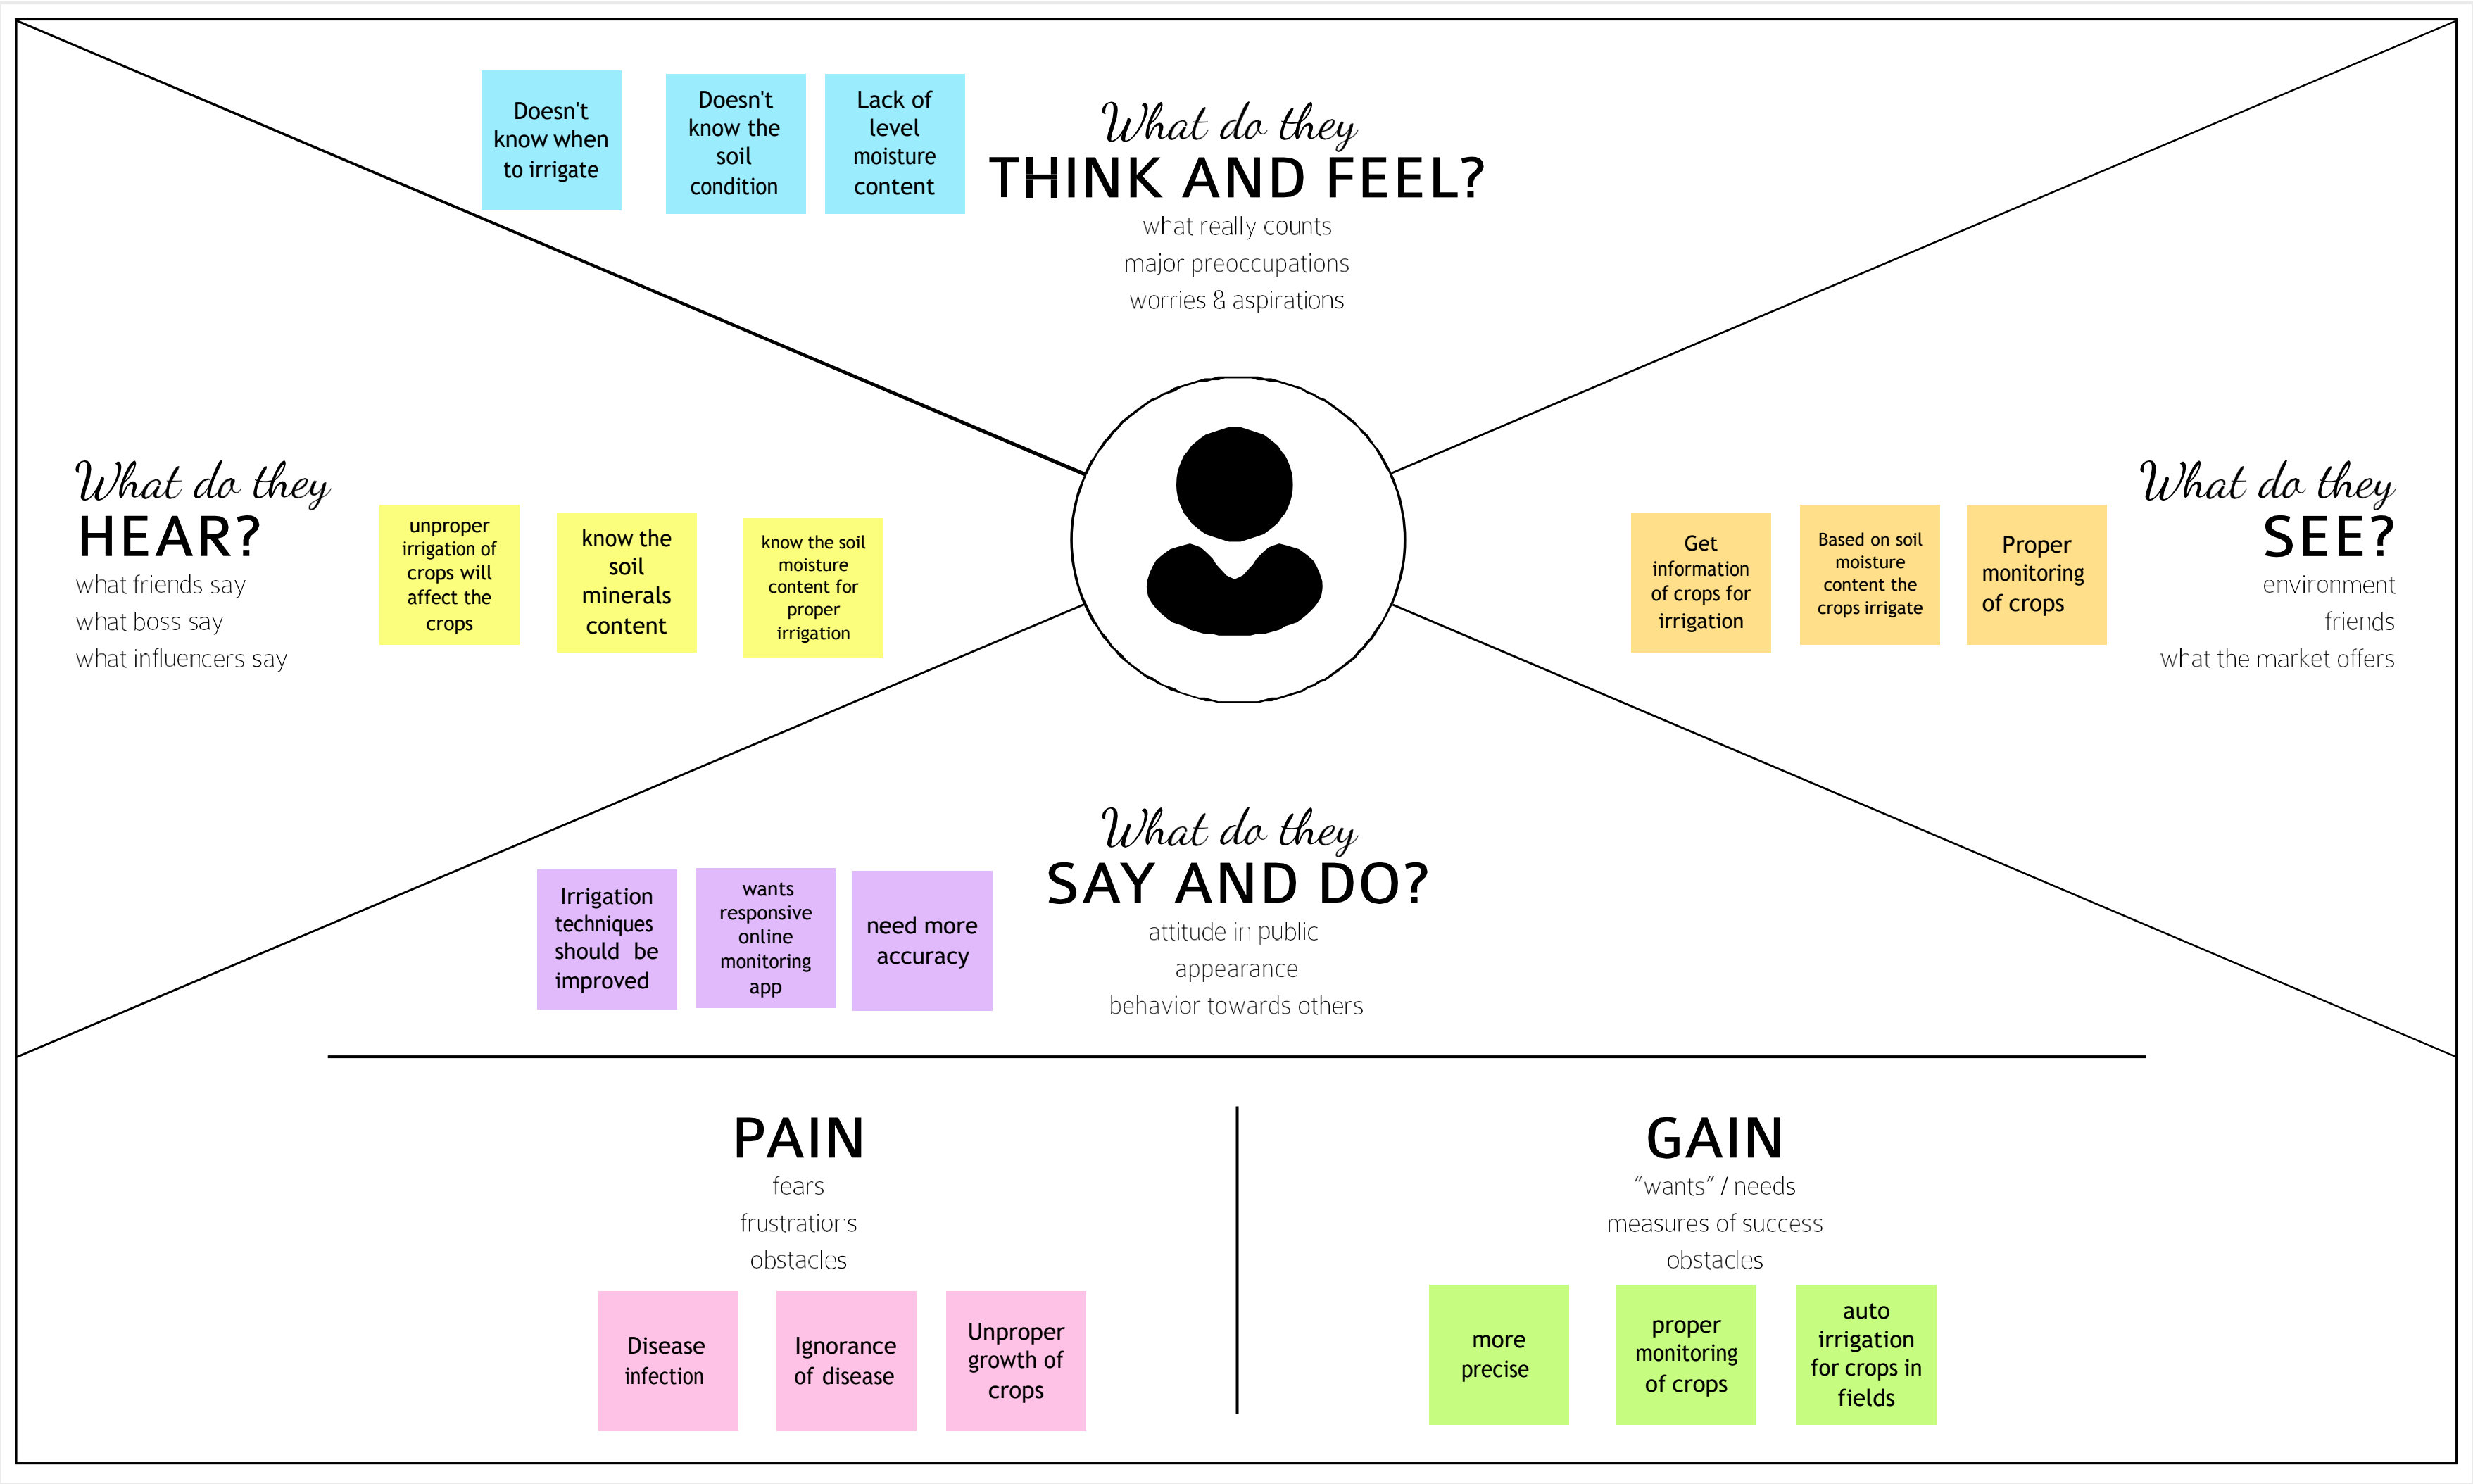 Doesn't
know when
to irrigate
Doesn't
know the
soil
condition
Lack of
level
moisture
content
What do they
THINK AND FEEL?
what really counts
major preoccupations
worries & aspirations
What do they
HEAR?
what friends say
what boss say
what influencers say
unproper
irrigation of
crops will
affect the
crops
know the
soil
minerals
content
know the soil
moisture
content for
proper
irrigation
Get
information
of crops for
irrigation
Based on soil
moisture
content the
crops irrigate
Proper
monitoring
of crops
What do they
SEE?
environment
friends
what the market offers
What do they
SAY AND DO?
attitude in public
appearance
behavior towards others
Irrigation
techniques
should be
improved
wants
responsive
online
monitoring
app
need more
accuracy
PAIN
fears
frustrations
obstacles
Disease
infection
Ignorance
of disease
Unproper
growth of
crops
GAIN
“wants” / needs
measures of success
obstacles
more
precise
proper
monitoring
of crops
auto
irrigation
for crops in
fields